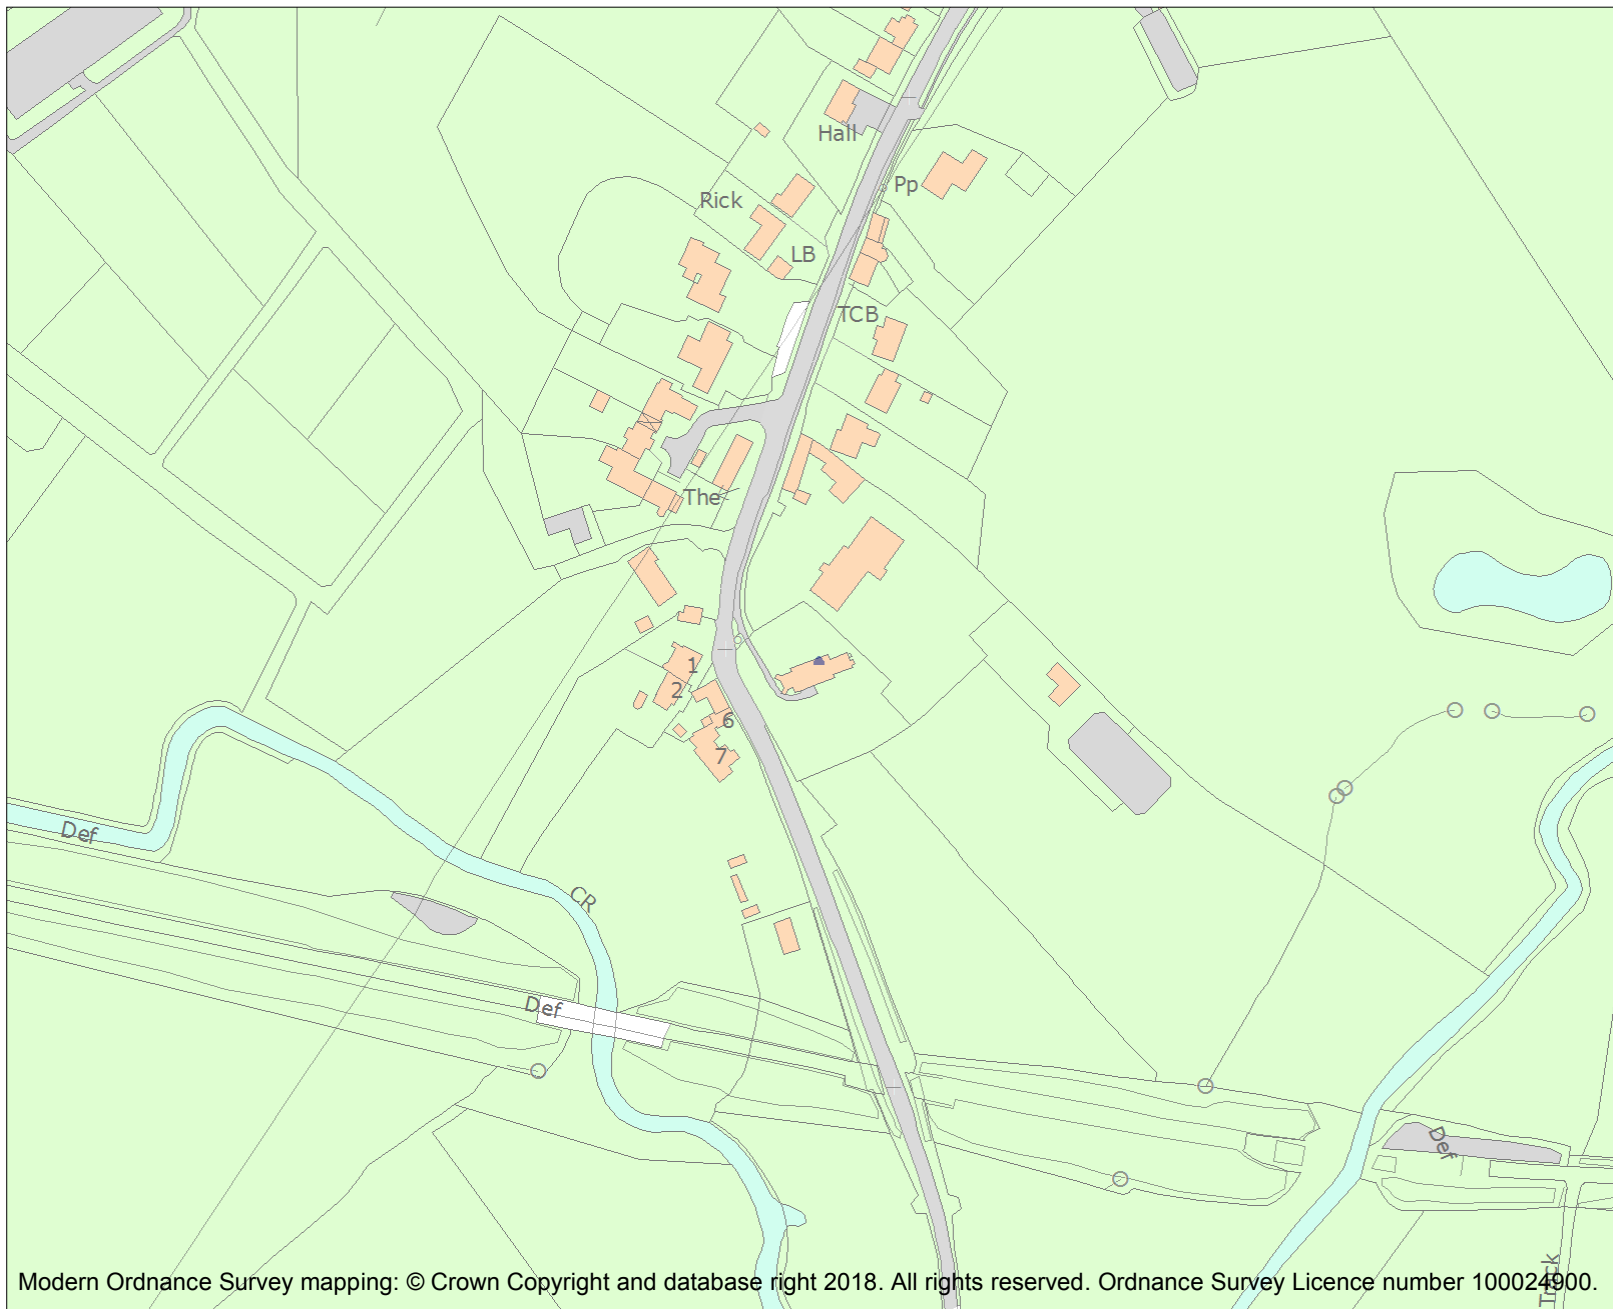 Hall
Pp
Rick
LB
TCB
The
1
2
6
7
Def
CR
Def
Def
Track
Modern Ordnance Survey mapping: © Crown Copyright and database right 2018. All rights reserved. Ordnance Survey Licence number 100024900.